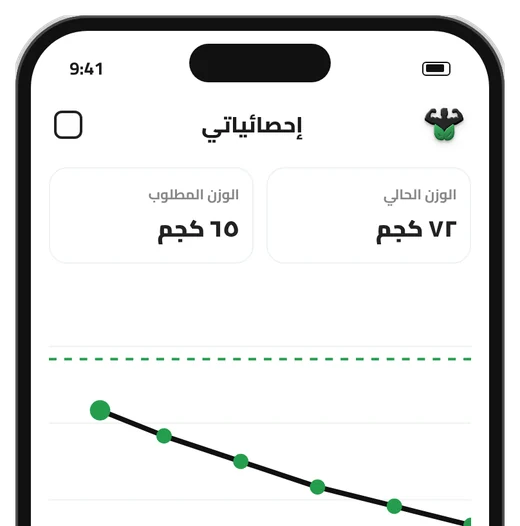 9:41
إحصائياتي
الوزن الحالي
٧٢ كجم
الوزن المطلوب
٦٥ كجم